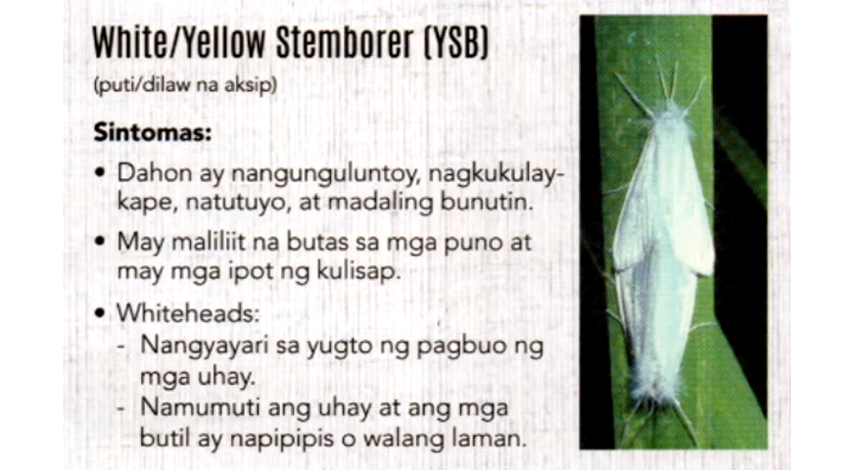 White/Yellow Stemborer (YSB)
(puti/dilaw na aksip)
Sintomas:
• Dahon ay nangunguluntoy, nagkukulay-
kape, natutuyo, at madaling bunutin.
• May maliliit na butas sa mga puno at
may mga ipot ng kulisap.
• Whiteheads:
- Nangyayari sa yugto ng pagbuo ng
mga uhay.
- Namumuti ang uhay at ang mga
butil ay napipipis o walang laman.